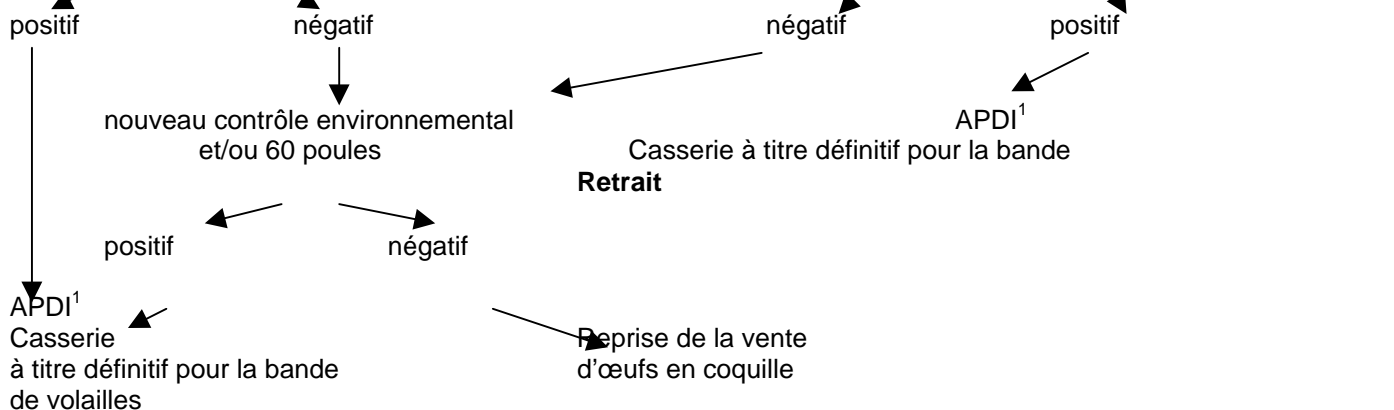 positif négatif négatif positif
nouveau contrôle environnemental APDI¹
et/ou 60 poules Casserie à titre définitif pour la bande
Retrait
positif négatif
APDI¹
Casserie Reprise de la vente
à titre définitif pour la bande d’œufs en coquille
de volailles